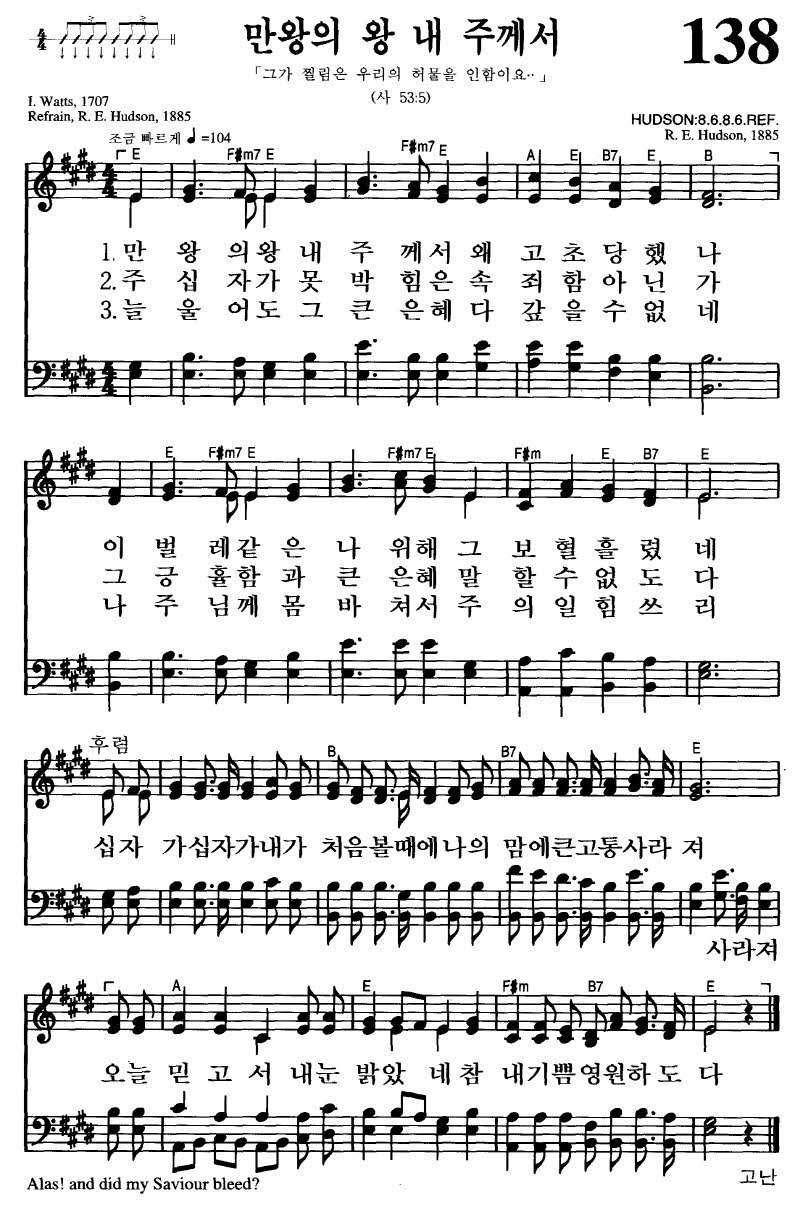 만왕의 왕 내 주께서 138
「그가 찔림은 우리의 허물을 인함이요··」
(사 53:5)
I. Watts, 1707
Refrain, R. E. Hudson, 1885
HUDSON:8.6.8.6.REF.
R. E. Hudson, 1885
조금 빠르게 ♩=104
E F#m7 E F#m7 E A E B7 E B
1. 만 왕 의왕 내 주 께서 왜 고 초 당 했 나
2. 주 십 자가 못 박 힘은 속 죄 함 아 닌 가
3. 늘 울 어도 그 큰 은혜 다 갚 을 수 없 네
E F#m7 E F#m E B7 E
이 벌 레같 은 나 위해 그 보 혈 흘 렸 네
그 긍 휼함 과 큰 은혜 말 할 수 없 도 다
나 주 님께 몸 바 쳐서 주 의 일 힘 쓰 리
후렴
B B7 E
십자 가십자가내가 처음볼때에나의 맘에큰고통사라 져
사라져
A E F#m B7 E
오늘 믿 고 서 내눈 밝았 네참 내기쁨영원하 도 다
Alas! and did my Saviour bleed?
고난